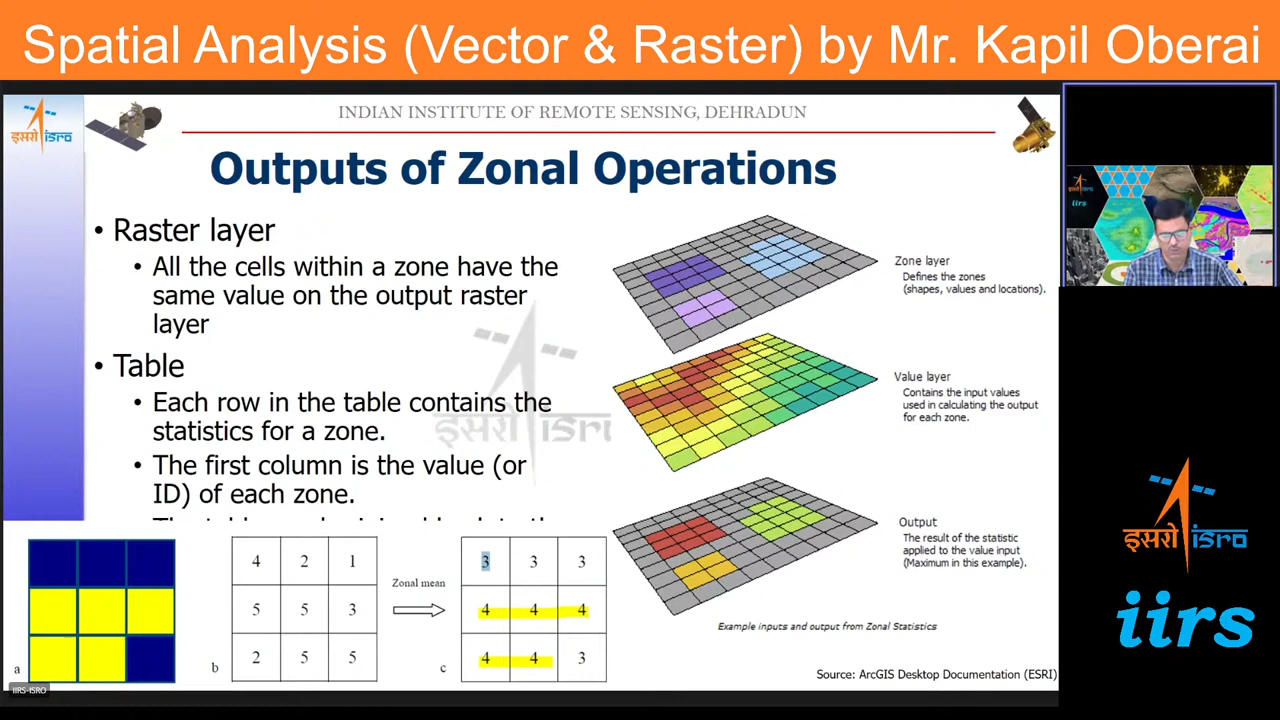 Spatial Analysis (Vector & Raster) by Mr. Kapil Oberai
इसरो isro
INDIAN INSTITUTE OF REMOTE SENSING, DEHRADUN
Outputs of Zonal Operations
• Raster layer
• All the cells within a zone have the
same value on the output raster
layer
• Table
• Each row in the table contains the
statistics for a zone.
• The first column is the value (or
ID) of each zone.
Zone layer
Defines the zones
(shapes, values and locations).
Value layer
Contains the input values
used in calculating the output
for each zone.
Output
The result of the statistic
applied to the value input
(Maximum in this example).
Example inputs and output from Zonal Statistics
Source: ArcGIS Desktop Documentation (ESRI)
a
b
4 2 1
5 5 3
2 5 5
Zonal mean
c
3 3 3
4 4 4
4 4 3
IIRS-ISRO
इसरो isro
इसरो isro
iirs
इसरो isro
iirs